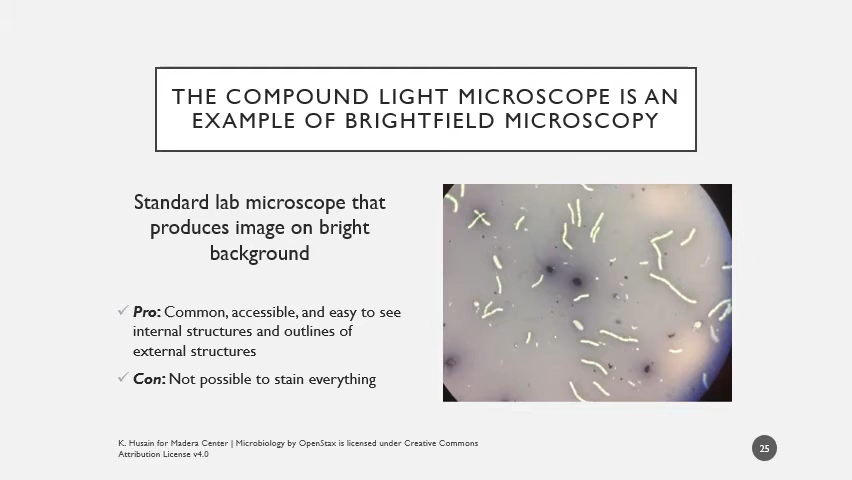 THE COMPOUND LIGHT MICROSCOPE IS AN
EXAMPLE OF BRIGHTFIELD MICROSCOPY
Standard lab microscope that
produces image on bright
background
✓ Pro: Common, accessible, and easy to see
internal structures and outlines of
external structures
✓ Con: Not possible to stain everything
K. Husain for Madera Center | Microbiology by OpenStax is licensed under Creative Commons
Attribution License v4.0
25